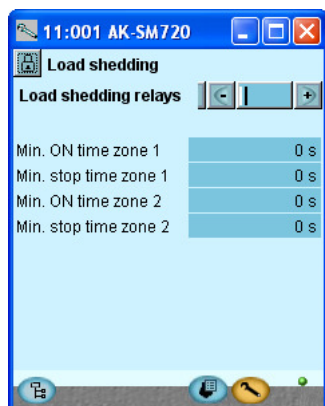 11:001 AK-SM720
Load shedding
Load shedding relays
Min. ON time zone 1 0 s
Min. stop time zone 1 0 s
Min. ON time zone 2 0 s
Min. stop time zone 2 0 s